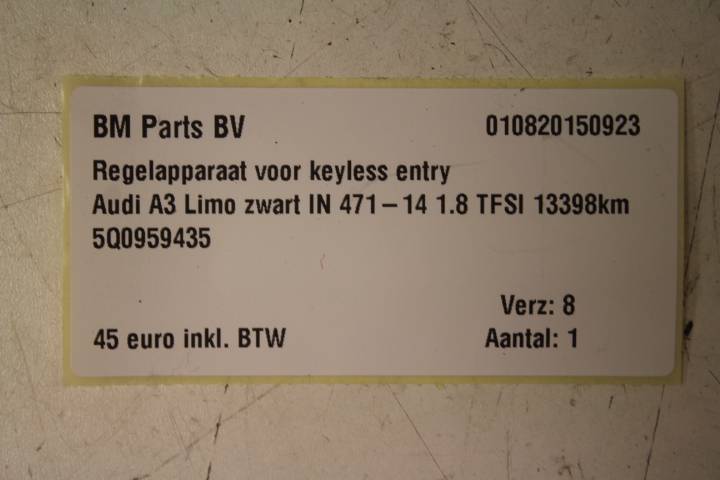 BM Parts BV 010820150923
Regelapparaat voor keyless entry
Audi A3 Limo zwart IN 471-14 1.8 TFSI 13398km
5Q0959435
Verz: 8
45 euro inkl. BTW Aantal: 1